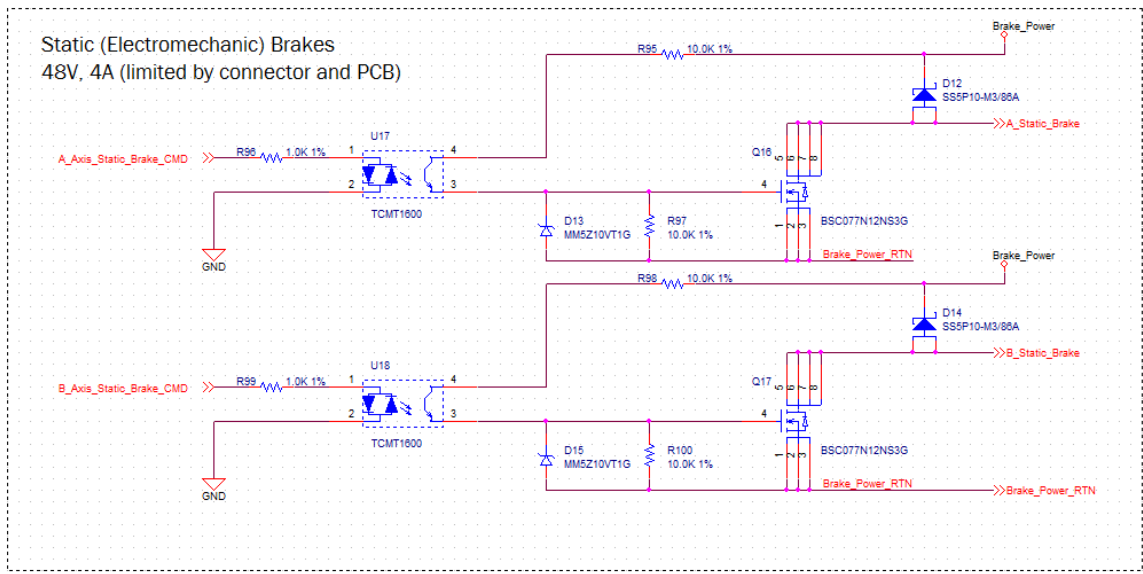 Static (Electromechanic) Brakes
48V, 4A (limited by connector and PCB)
Brake_Power
R95 10.0K 1%
D12
SS5P10-M3/86A
A_Static_Brake
U17
A_Axis_Static_Brake_CMD
R96 1.0K 1%
1
4
2
3
TCMT1600
GND
Q16
5
6
7
8
4
1
2
3
BSC077N12NS3G
D13
MM5Z10VT1G
R97
10.0K 1%
Brake_Power_RTN
Brake_Power
R98 10.0K 1%
D14
SS5P10-M3/86A
B_Static_Brake
U18
B_Axis_Static_Brake_CMD
R99 1.0K 1%
1
4
2
3
TCMT1600
GND
Q17
5
6
7
8
4
1
2
3
BSC077N12NS3G
D15
MM5Z10VT1G
R100
10.0K 1%
Brake_Power_RTN
Brake_Power_RTN